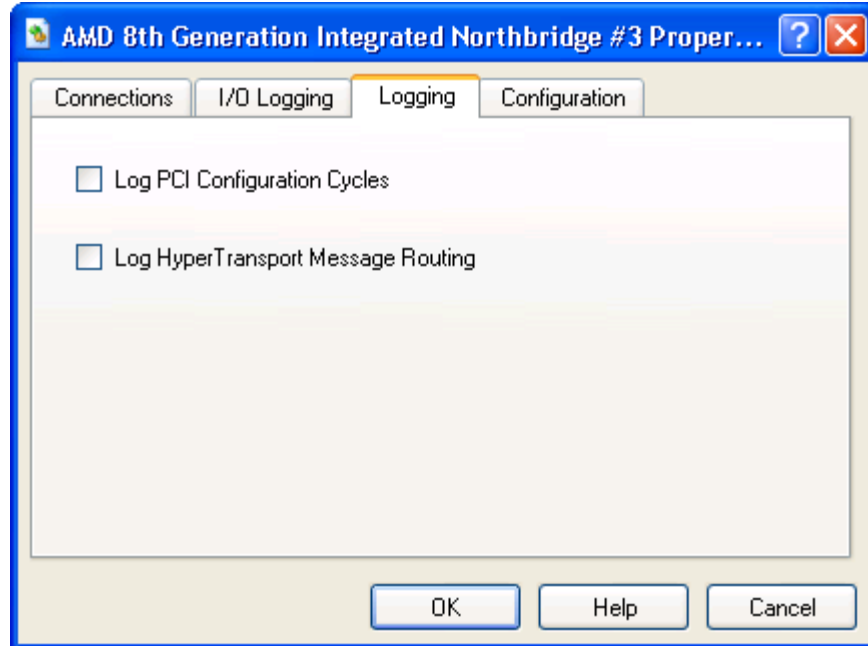 AMD 8th Generation Integrated Northbridge #3 Proper...
Connections I/O Logging Logging Configuration
Log PCI Configuration Cycles
Log HyperTransport Message Routing
OK Help Cancel